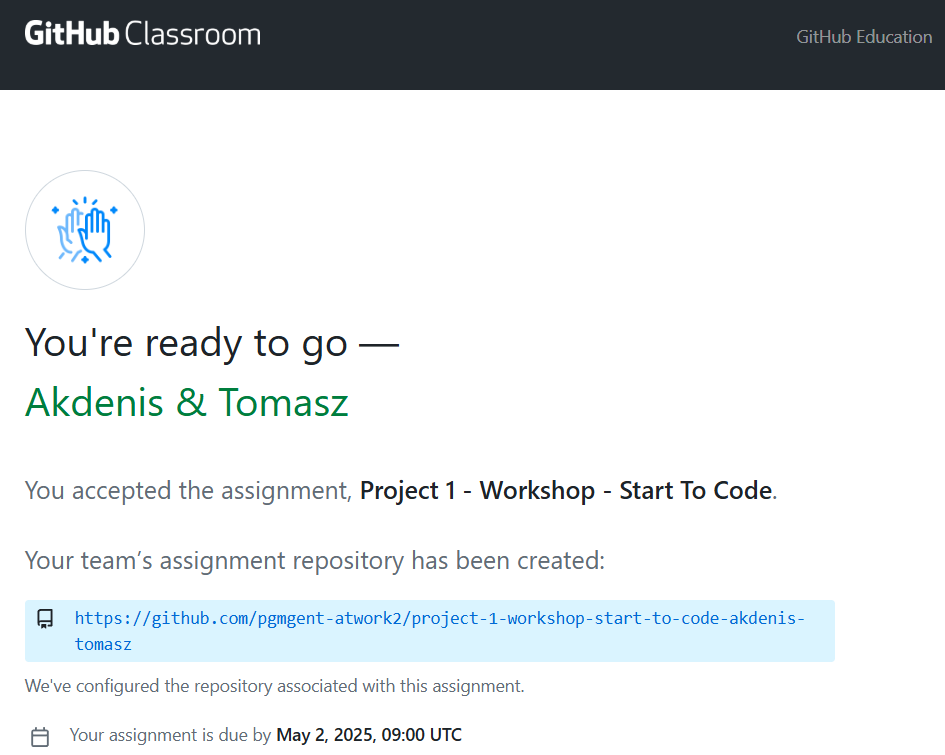 GitHub Classroom
GitHub Education
You're ready to go —
Akdenis & Tomasz
You accepted the assignment, Project 1 - Workshop - Start To Code.
Your team’s assignment repository has been created:
https://github.com/pgmgent-atwork2/project-1-workshop-start-to-code-akdenis-
tomasz
We've configured the repository associated with this assignment.
Your assignment is due by May 2, 2025, 09:00 UTC